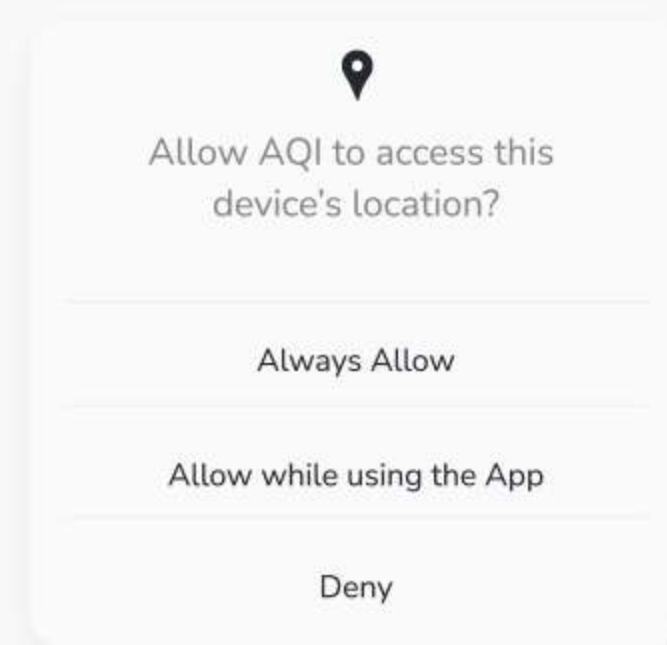 Allow AQI to access this
device's location?
Always Allow
Allow while using the App
Deny